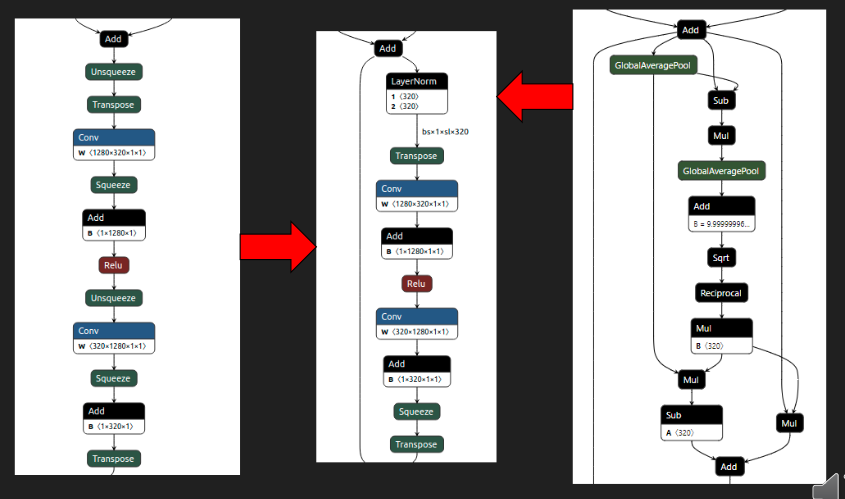 Add
Unsqueeze
Transpose
Conv
W ⟨1280×320×1×1⟩
Squeeze
Add
B ⟨1×1280×1⟩
Relu
Unsqueeze
Conv
W ⟨320×1280×1×1⟩
Squeeze
Add
B ⟨1×320×1⟩
Transpose
Add
LayerNorm
1 ⟨320⟩
2 ⟨320⟩
bs×1×sl×320
Transpose
Conv
W ⟨1280×320×1×1⟩
Add
B ⟨1×1280×1×1⟩
Relu
Conv
W ⟨320×1280×1×1⟩
Add
B ⟨1×320×1×1⟩
Squeeze
Transpose
Add
GlobalAveragePool
Sub
Mul
GlobalAveragePool
Add
B = 9.99999996...
Sqrt
Reciprocal
Mul
B ⟨320⟩
Mul
Sub
A ⟨320⟩
Mul
Add